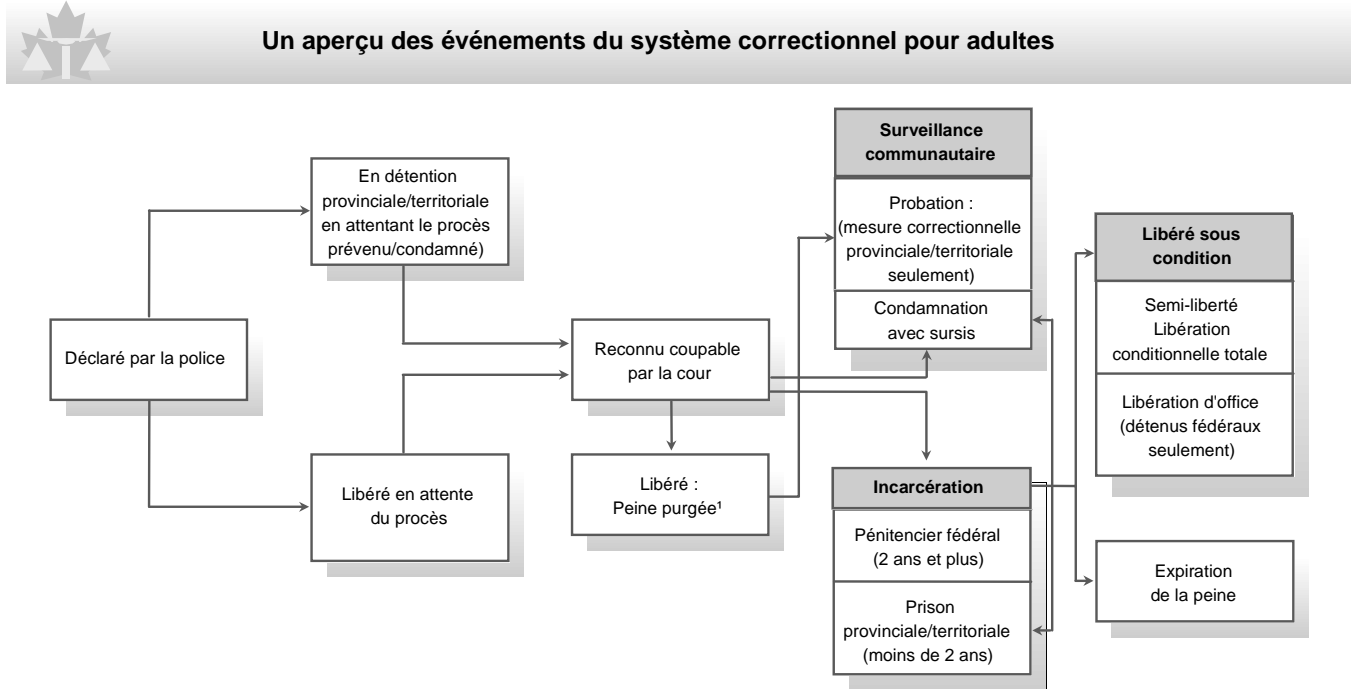 Un aperçu des événements du système correctionnel pour adultes
Déclaré par la police
En détention
provinciale/territoriale
en attentant le procès
prévenu/condamné)
Libéré en attente
du procès
Reconnu coupable
par la cour
Libéré :
Peine purgée¹
Surveillance
communautaire
Probation :
(mesure correctionnelle
provinciale/territoriale
seulement)
Condamnation
avec sursis
Incarcération
Pénitencier fédéral
(2 ans et plus)
Prison
provinciale/territoriale
(moins de 2 ans)
Libéré sous
condition
Semi-liberté
Libération
conditionnelle totale
Libération d'office
(détenus fédéraux
seulement)
Expiration
de la peine